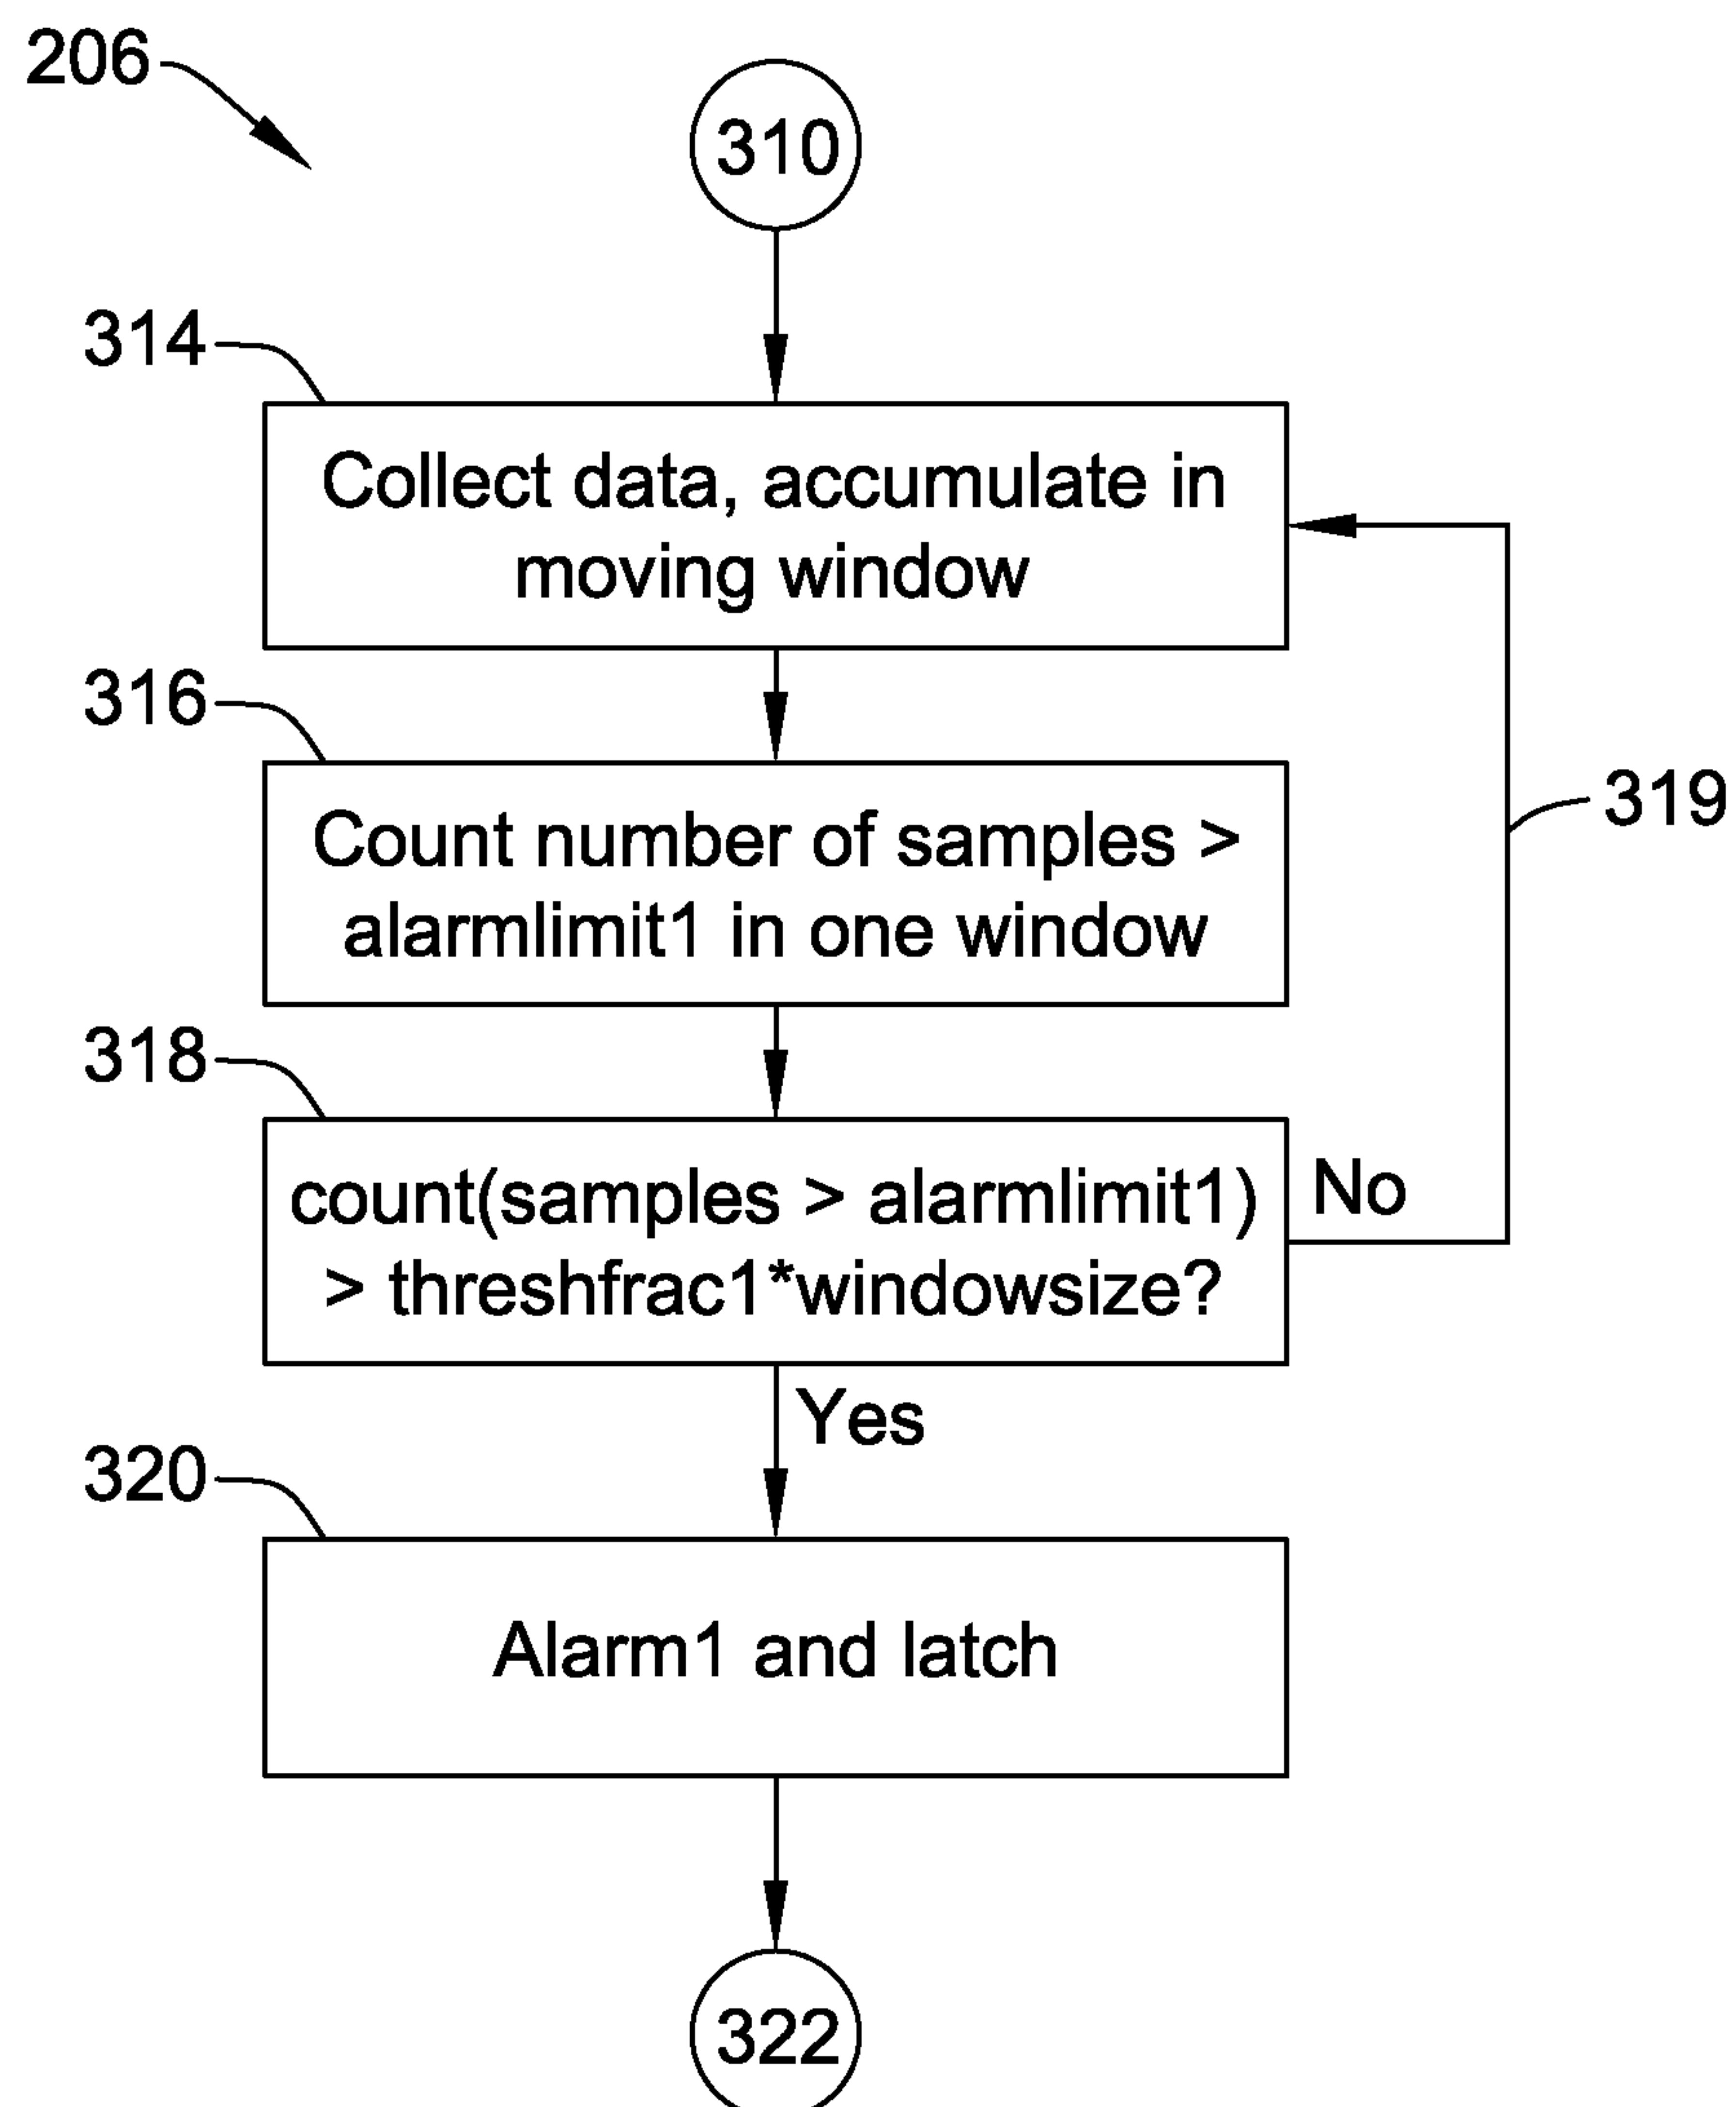 206
310
314
Collect data, accumulate in
moving window
316
Count number of samples >
alarmlimit1 in one window
319
318
count(samples > alarmlimit1)
> threshfrac1*windowsize?
No
Yes
320
Alarm1 and latch
322